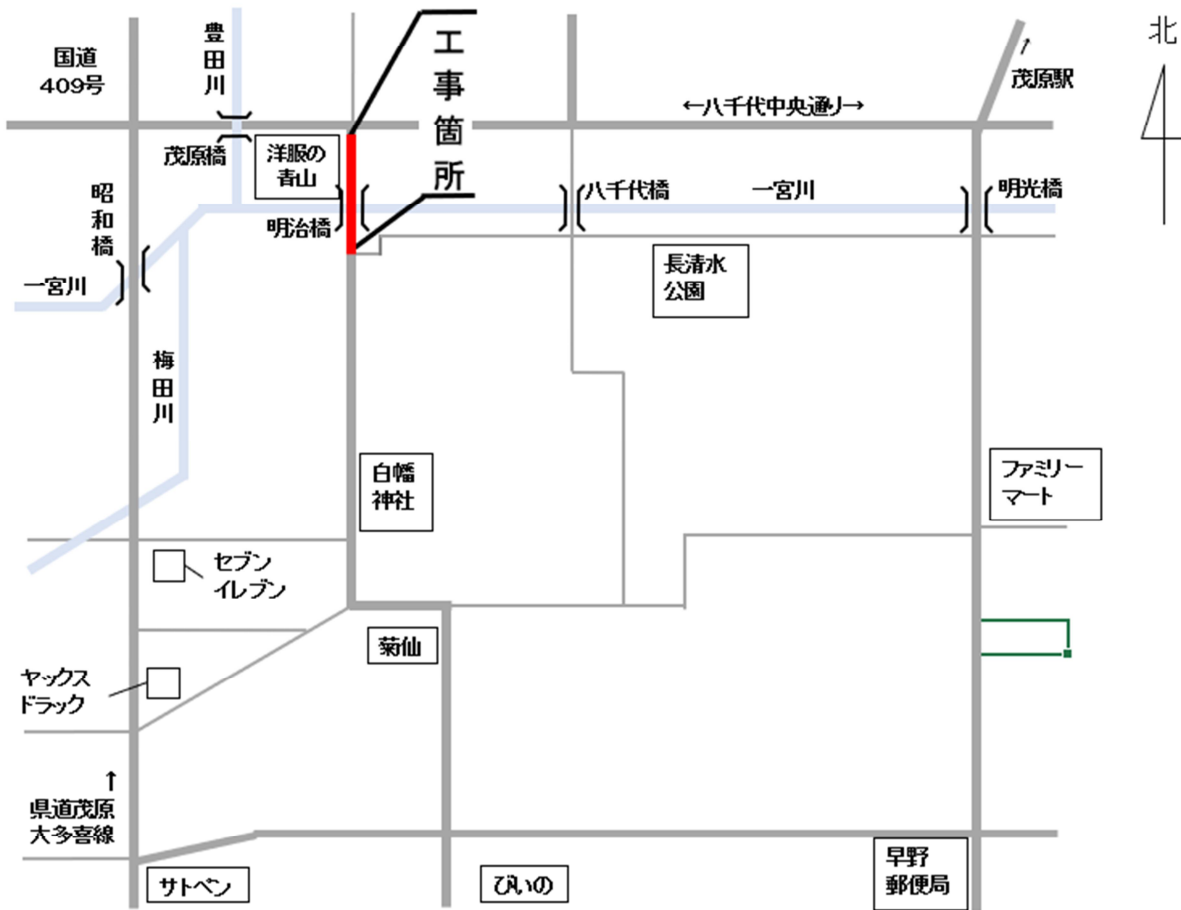 国道
409号
豊田川
工事箇所
北
茂原駅
←八千代中央通り→
茂原橋
洋服の
青山
昭和橋
明治橋
八千代橋
一宮川
明光橋
一宮川
長清水
公園
梅田川
白幡
神社
ファミリー
マート
セブン
イレブン
菊仙
ヤックス
ドラック
県道茂原
大多喜線
サトペン
びいの
早野
郵便局